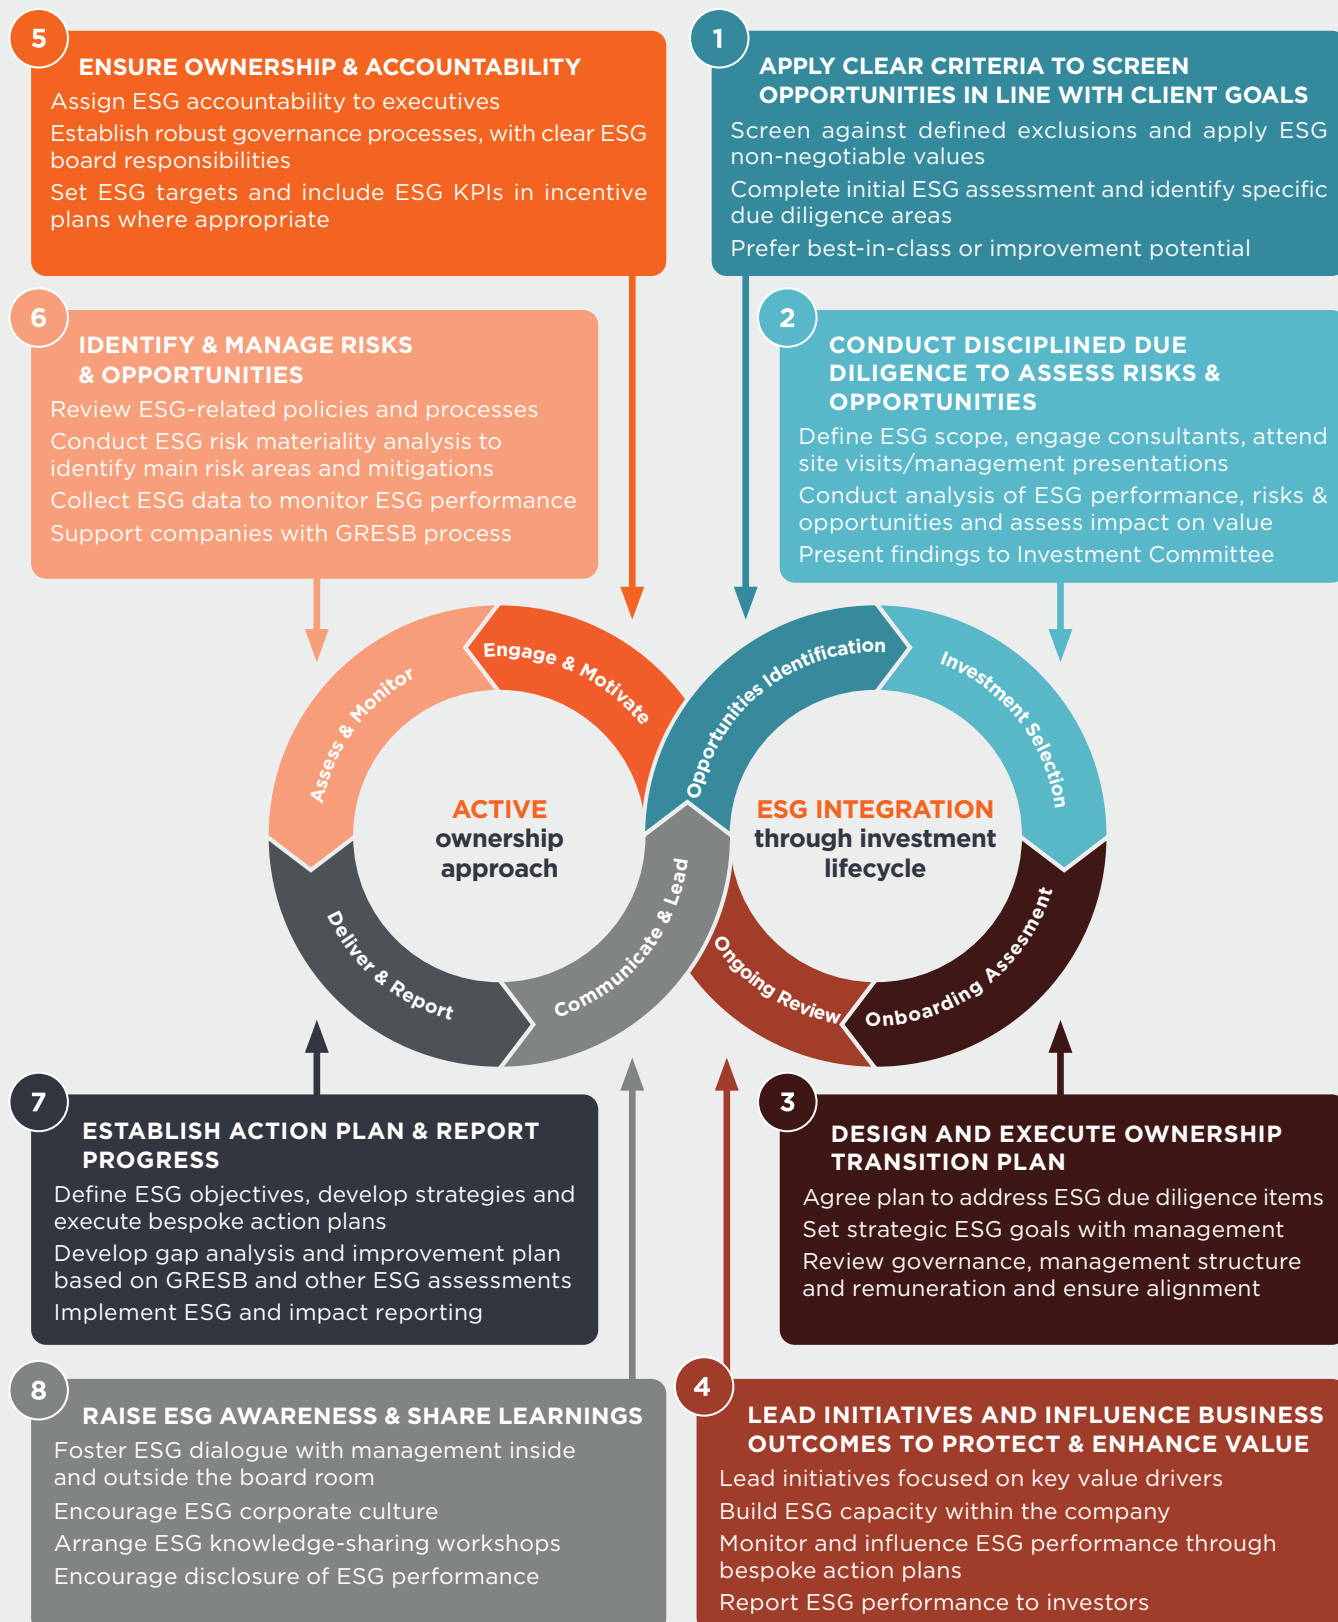 5
ENSURE OWNERSHIP & ACCOUNTABILITY
Assign ESG accountability to executives
Establish robust governance processes, with clear ESG
board responsibilities
Set ESG targets and include ESG KPIs in incentive
plans where appropriate
1
APPLY CLEAR CRITERIA TO SCREEN
OPPORTUNITIES IN LINE WITH CLIENT GOALS
Screen against defined exclusions and apply ESG
non-negotiable values
Complete initial ESG assessment and identify specific
due diligence areas
Prefer best-in-class or improvement potential
6
IDENTIFY & MANAGE RISKS
& OPPORTUNITIES
Review ESG-related policies and processes
Conduct ESG risk materiality analysis to
identify main risk areas and mitigations
Collect ESG data to monitor ESG performance
Support companies with GRESB process
2
CONDUCT DISCIPLINED DUE
DILIGENCE TO ASSESS RISKS &
OPPORTUNITIES
Define ESG scope, engage consultants, attend
site visits/management presentations
Conduct analysis of ESG performance, risks &
opportunities and assess impact on value
Present findings to Investment Committee
Engage & Motivate
Assess & Monitor
Deliver & Report
Communicate & Lead
ACTIVE
ownership
approach
Opportunities Identification
Investment Selection
Onboarding Assesment
Ongoing Review
ESG INTEGRATION
through investment
lifecycle
7
ESTABLISH ACTION PLAN & REPORT
PROGRESS
Define ESG objectives, develop strategies and
execute bespoke action plans
Develop gap analysis and improvement plan
based on GRESB and other ESG assessments
Implement ESG and impact reporting
3
DESIGN AND EXECUTE OWNERSHIP
TRANSITION PLAN
Agree plan to address ESG due diligence items
Set strategic ESG goals with management
Review governance, management structure
and remuneration and ensure alignment
8
RAISE ESG AWARENESS & SHARE LEARNINGS
Foster ESG dialogue with management inside
and outside the board room
Encourage ESG corporate culture
Arrange ESG knowledge-sharing workshops
Encourage disclosure of ESG performance
4
LEAD INITIATIVES AND INFLUENCE BUSINESS
OUTCOMES TO PROTECT & ENHANCE VALUE
Lead initiatives focused on key value drivers
Build ESG capacity within the company
Monitor and influence ESG performance through
bespoke action plans
Report ESG performance to investors